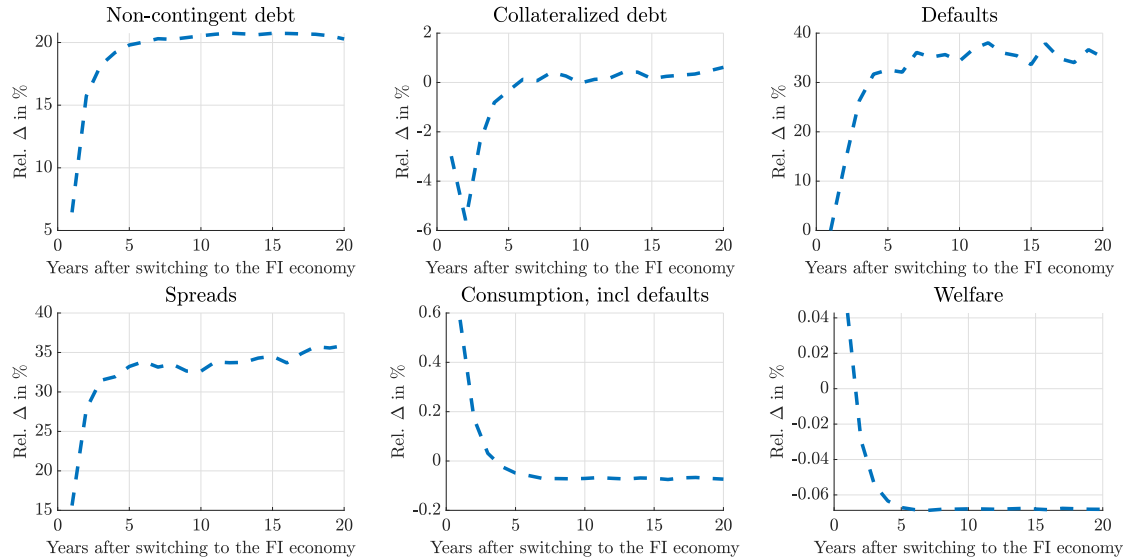 Non-contingent debt
Rel. Δ in %
20
15
10
5
0 5 10 15 20
Years after switching to the FI economy
Collateralized debt
Rel. Δ in %
2
0
-2
-4
-6
0 5 10 15 20
Years after switching to the FI economy
Defaults
Rel. Δ in %
40
30
20
10
0
0 5 10 15 20
Years after switching to the FI economy
Spreads
Rel. Δ in %
40
35
30
25
20
15
0 5 10 15 20
Years after switching to the FI economy
Consumption, incl defaults
Rel. Δ in %
0.6
0.4
0.2
0
-0.2
0 5 10 15 20
Years after switching to the FI economy
Welfare
Rel. Δ in %
0.04
0.02
0
-0.02
-0.04
-0.06
0 5 10 15 20
Years after switching to the FI economy